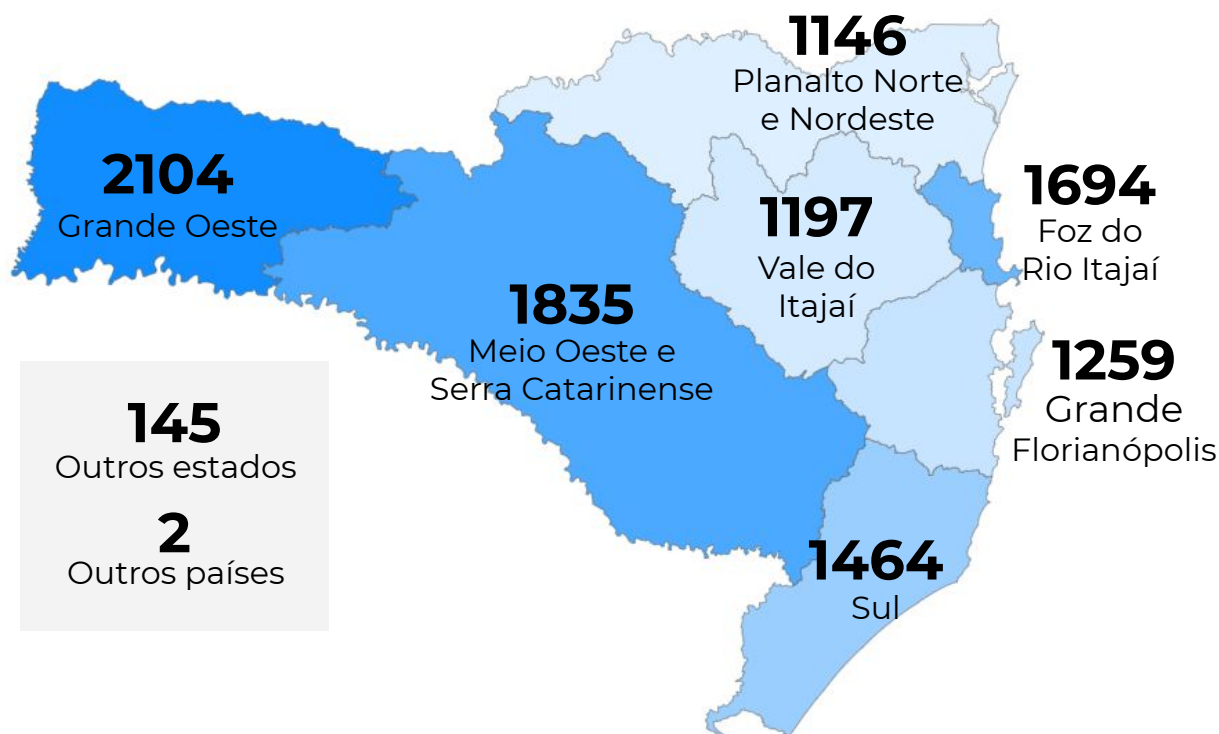 1146
Planalto Norte
e Nordeste
2104
Grande Oeste
1694
Foz do
Rio Itajaí
1197
Vale do
Itajaí
1835
Meio Oeste e
Serra Catarinense
1259
Grande
Florianópolis
145
Outros estados
2
Outros países
1464
Sul